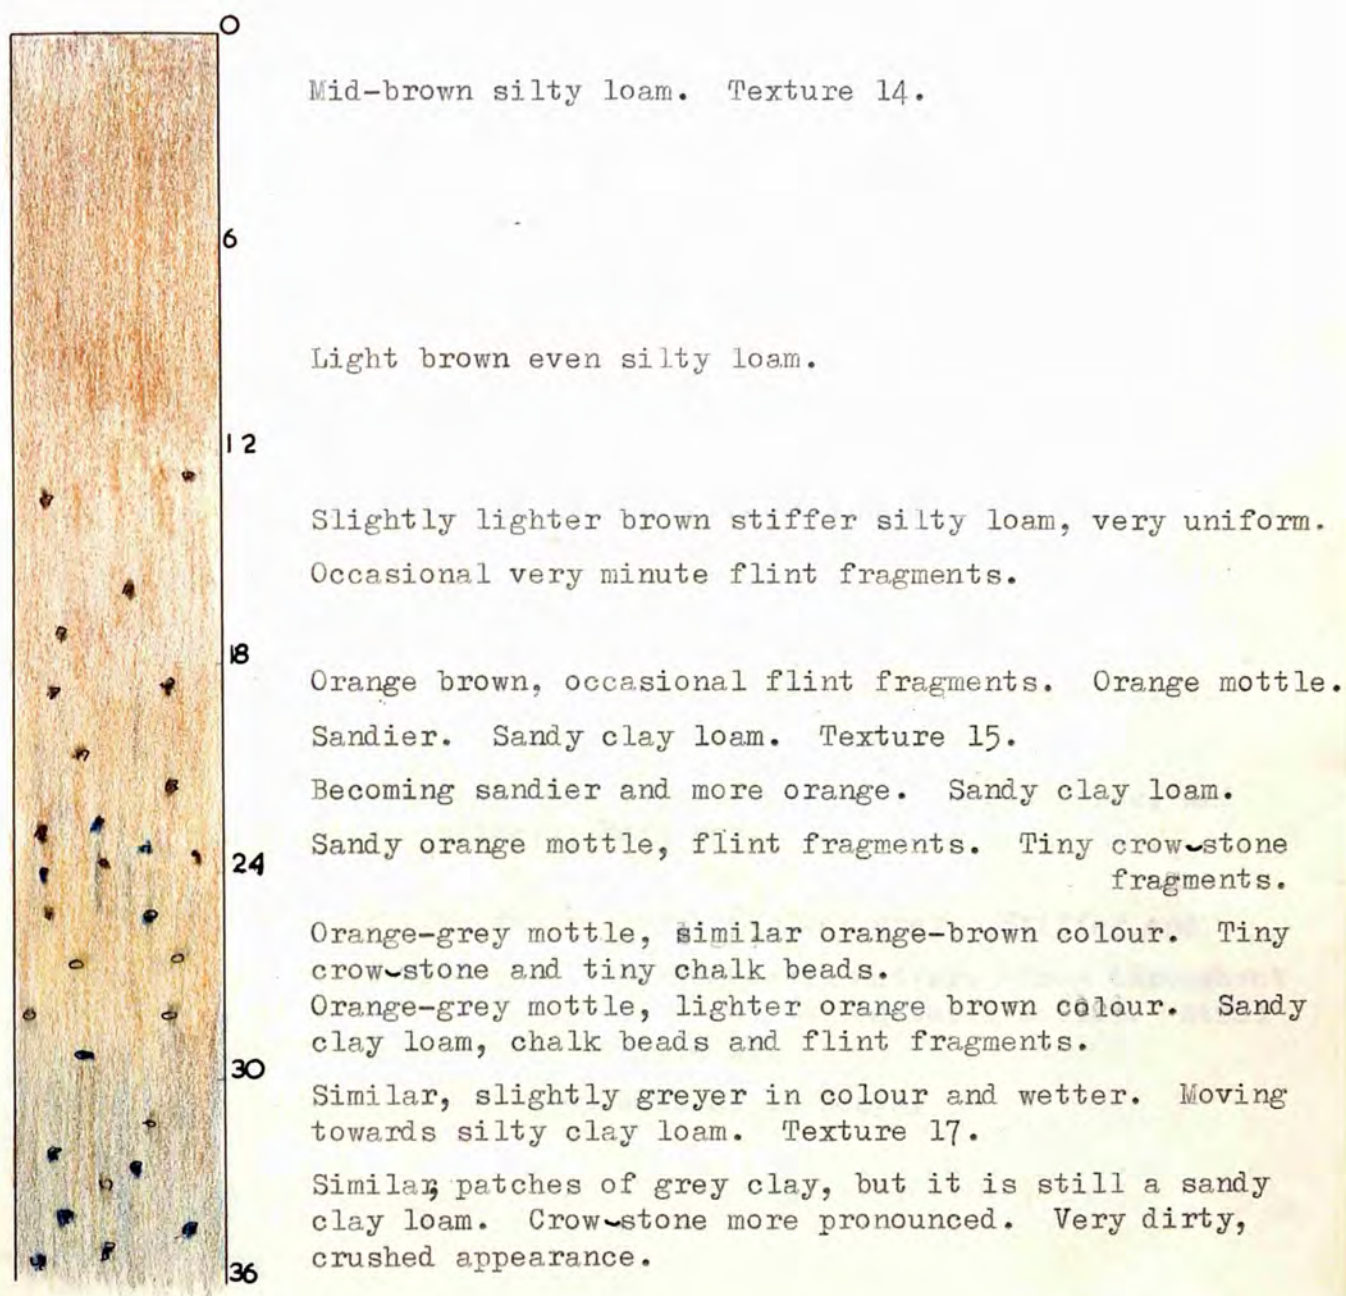 0
Mid-brown silty loam. Texture 14.
6
Light brown even silty loam.
12
Slightly lighter brown stiffer silty loam, very uniform.
Occasional very minute flint fragments.
18
Orange brown, occasional flint fragments. Orange mottle.
Sandier. Sandy clay loam. Texture 15.
Becoming sandier and more orange. Sandy clay loam.
Sandy orange mottle, flint fragments. Tiny crow-stone
24
fragments.
Orange-grey mottle, similar orange-brown colour. Tiny
crow-stone and tiny chalk beads.
Orange-grey mottle, lighter orange brown colour. Sandy
clay loam, chalk beads and flint fragments.
30
Similar, slightly greyer in colour and wetter. Moving
towards silty clay loam. Texture 17.
Similar, patches of grey clay, but it is still a sandy
clay loam. Crow-stone more pronounced. Very dirty,
crushed appearance.
36